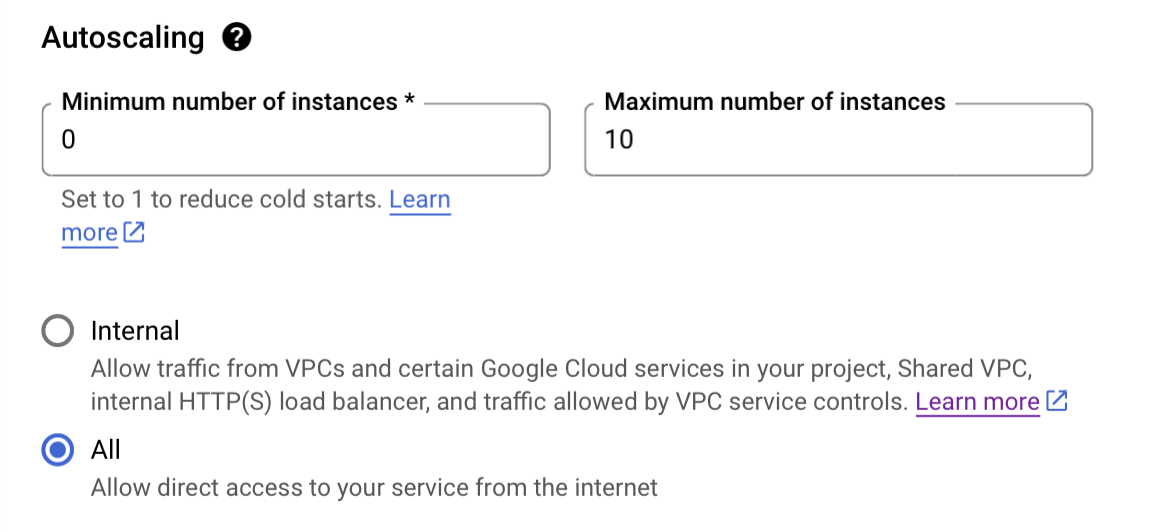 Autoscaling ?
Minimum number of instances *
0
Maximum number of instances
10
Set to 1 to reduce cold starts. Learn
more
Internal
Allow traffic from VPCs and certain Google Cloud services in your project, Shared VPC,
internal HTTP(S) load balancer, and traffic allowed by VPC service controls. Learn more
All
Allow direct access to your service from the internet